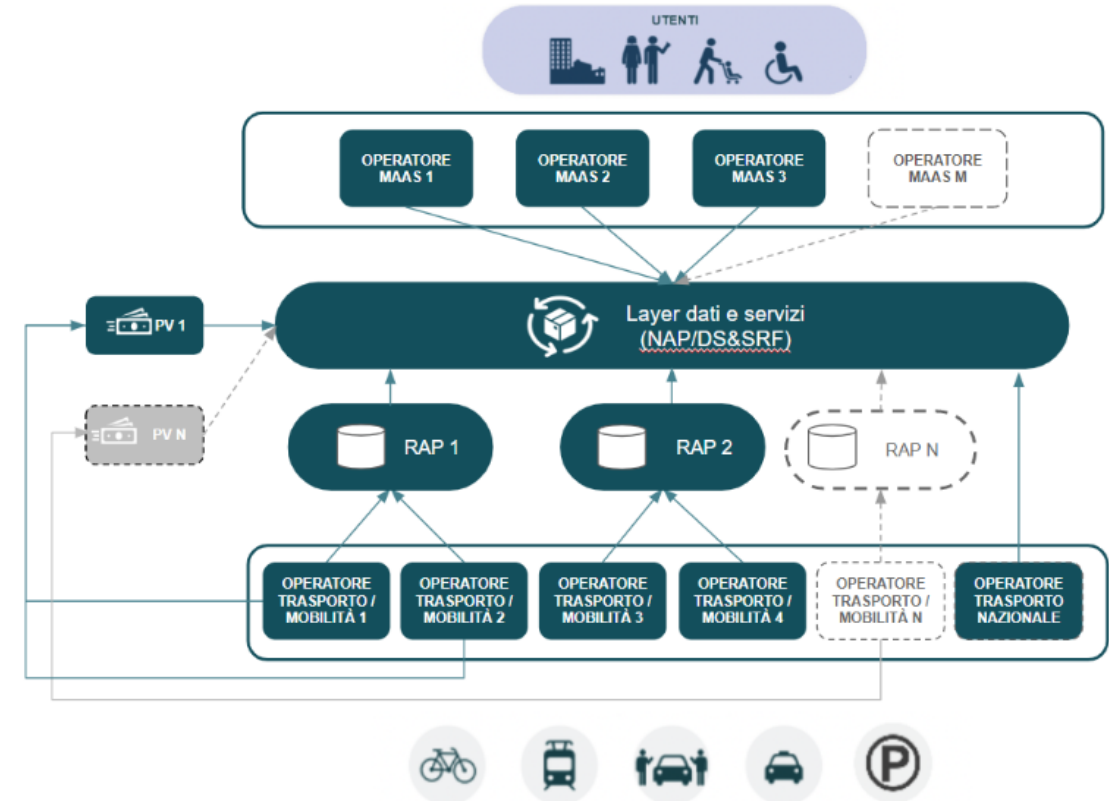 UTENTI
OPERATORE
MAAS 1
OPERATORE
MAAS 2
OPERATORE
MAAS 3
OPERATORE
MAAS M
PV 1
Layer dati e servizi
(NAP/DS&SRF)
PV N
RAP 1
RAP 2
RAP N
OPERATORE
TRASPORTO /
MOBILITÀ 1
OPERATORE
TRASPORTO /
MOBILITÀ 2
OPERATORE
TRASPORTO /
MOBILITÀ 3
OPERATORE
TRASPORTO /
MOBILITÀ 4
OPERATORE
TRASPORTO /
MOBILITÀ N
OPERATORE
TRASPORTO
NAZIONALE
P